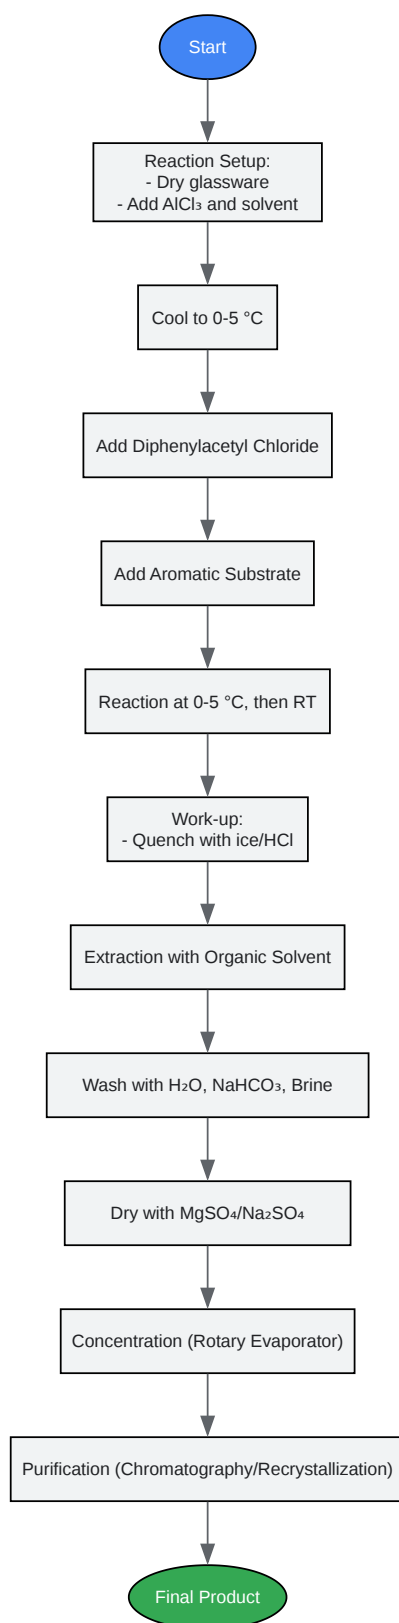 Start
Reaction Setup:
- Dry glassware
- Add AlCl₃ and solvent
Cool to 0-5 °C
Add Diphenylacetyl Chloride
Add Aromatic Substrate
Reaction at 0-5 °C, then RT
Work-up:
- Quench with ice/HCl
Extraction with Organic Solvent
Wash with H₂O, NaHCO₃, Brine
Dry with MgSO₄/Na₂SO₄
Concentration (Rotary Evaporator)
Purification (Chromatography/Recrystallization)
Final Product